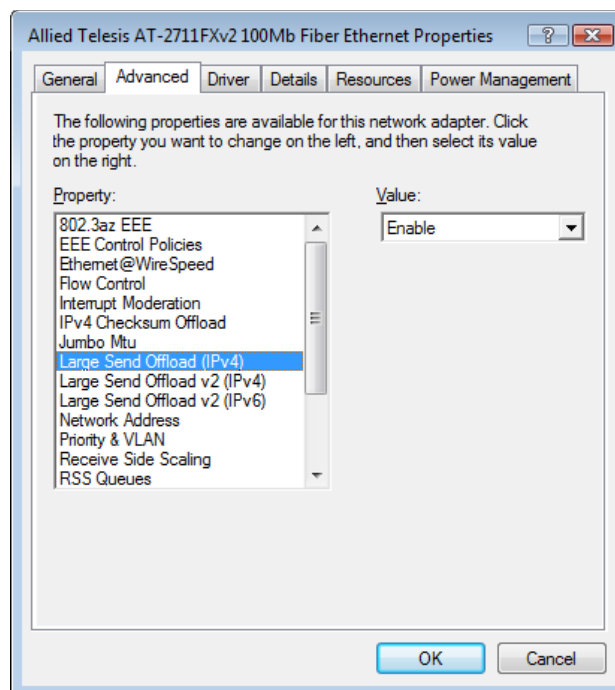 Allied Telesis AT-2711FXv2 100Mb Fiber Ethernet Properties
General Advanced Driver Details Resources Power Management
The following properties are available for this network adapter. Click
the property you want to change on the left, and then select its value
on the right.
Property: Value:
802.3az EEE Enable
EEE Control Policies
Ethernet@WireSpeed
Flow Control
Interrupt Moderation
IPv4 Checksum Offload
Jumbo Mtu
Large Send Offload (IPv4)
Large Send Offload v2 (IPv4)
Large Send Offload v2 (IPv6)
Network Address
Priority & VLAN
Receive Side Scaling
RSS Queues
OK Cancel